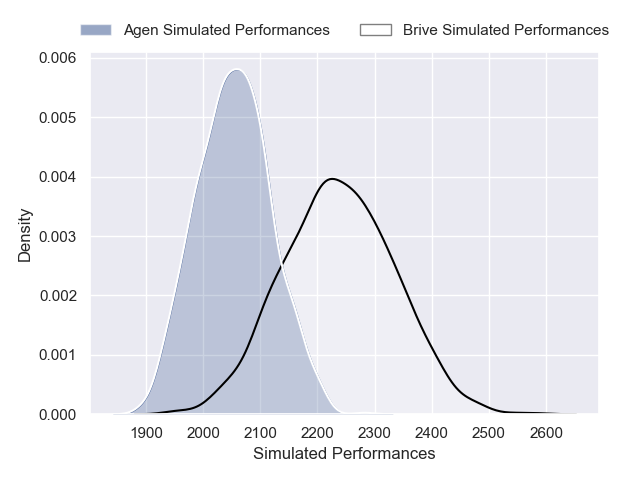 Agen Simulated Performances Brive Simulated Performances
0.006
0.005
0.004
0.003
0.002
0.001
0.000
Density
1900 2000 2100 2200 2300 2400 2500 2600
Simulated Performances